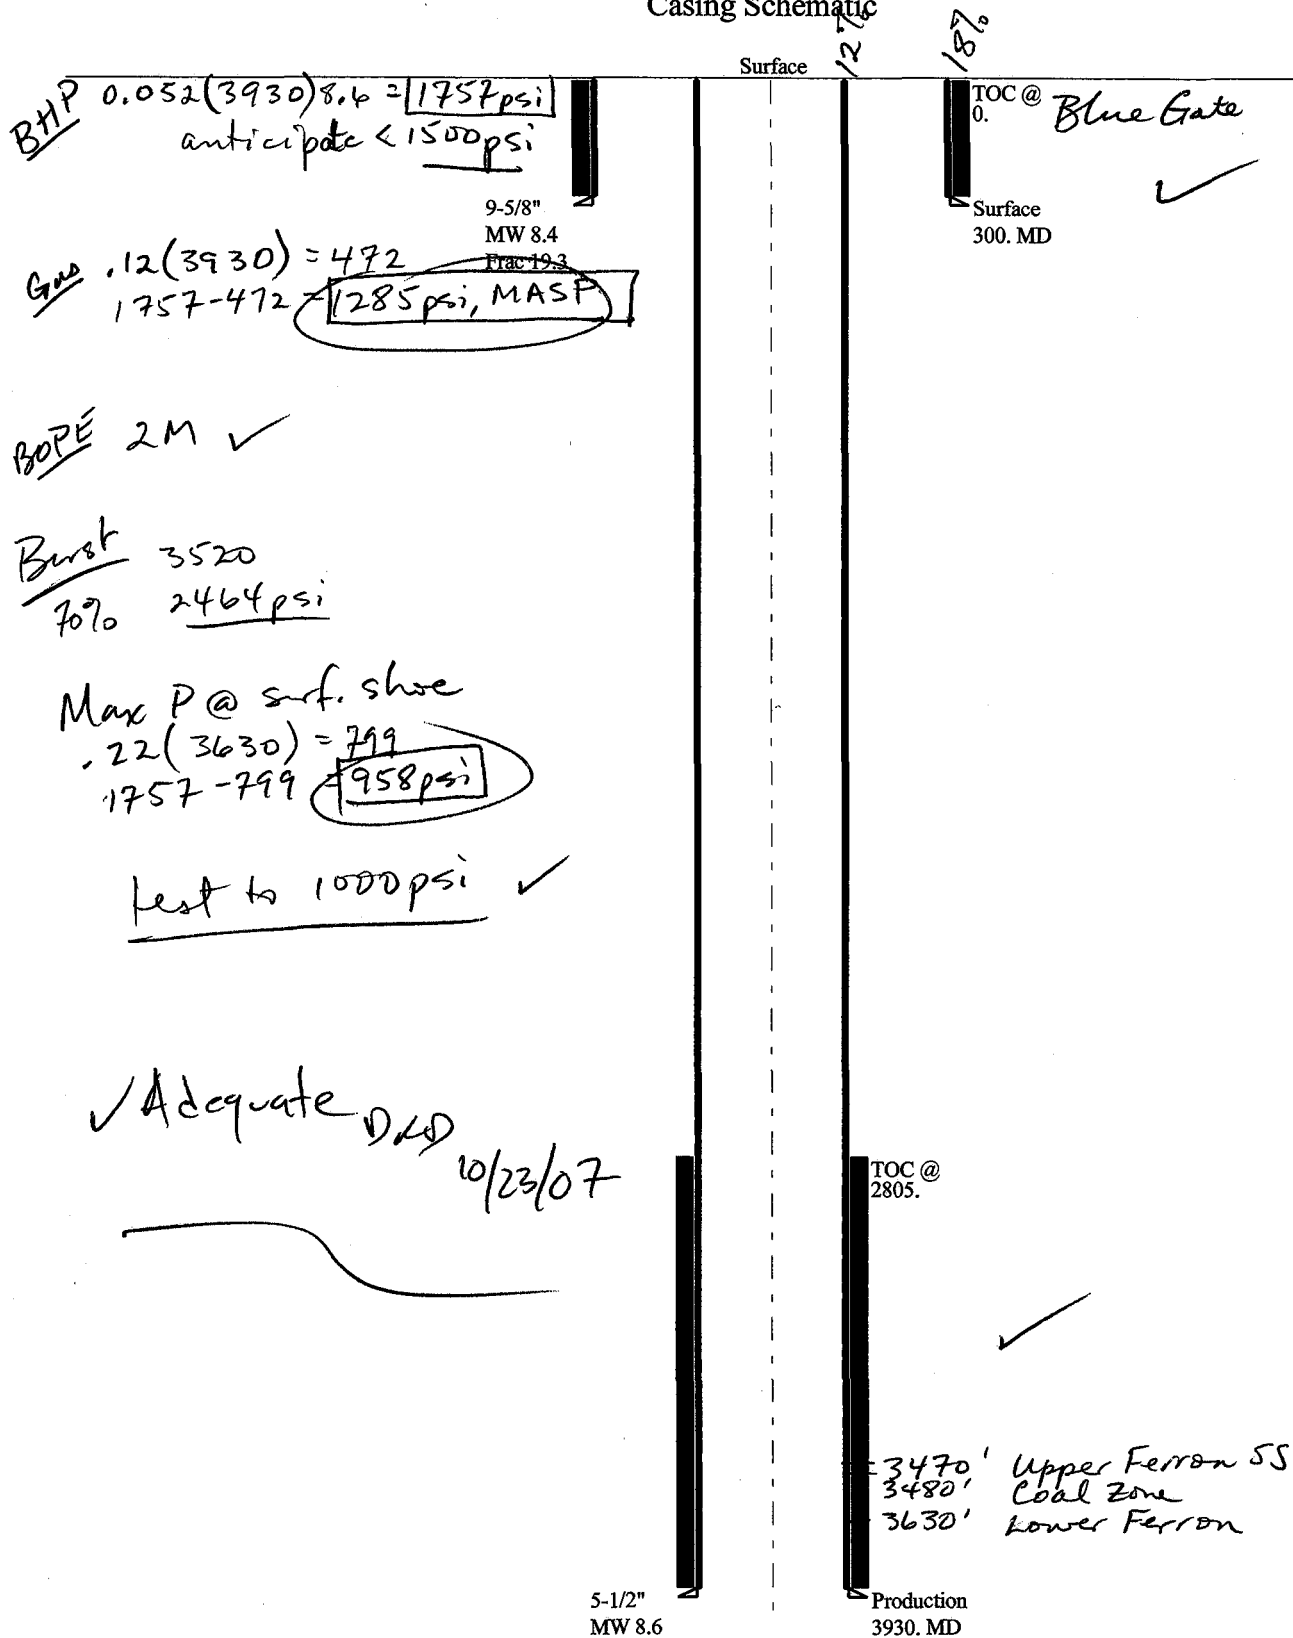 Casing Schematic
12%
18%
Surface
BHP 0.052(3930)8.6 = 1757psi
anticipate < 1500psi
TOC @
0.
Blue Gate
9-5/8"
MW 8.4
Frac 19.3
Surface
300. MD
Gas .12(3930) = 472
1757-472 = 1285psi, MASP
BOPE 2M ✓
Burst 3520
70% 2464psi
Max P @ surf. shoe
.22(3630) = 799
1757-799 = 958psi
test to 1000psi ✓
✓ Adequate DKD
10/23/07
TOC @
2805.
3470' Upper Ferron SS
3480' Coal Zone
3630' Lower Ferron
5-1/2"
MW 8.6
Production
3930. MD